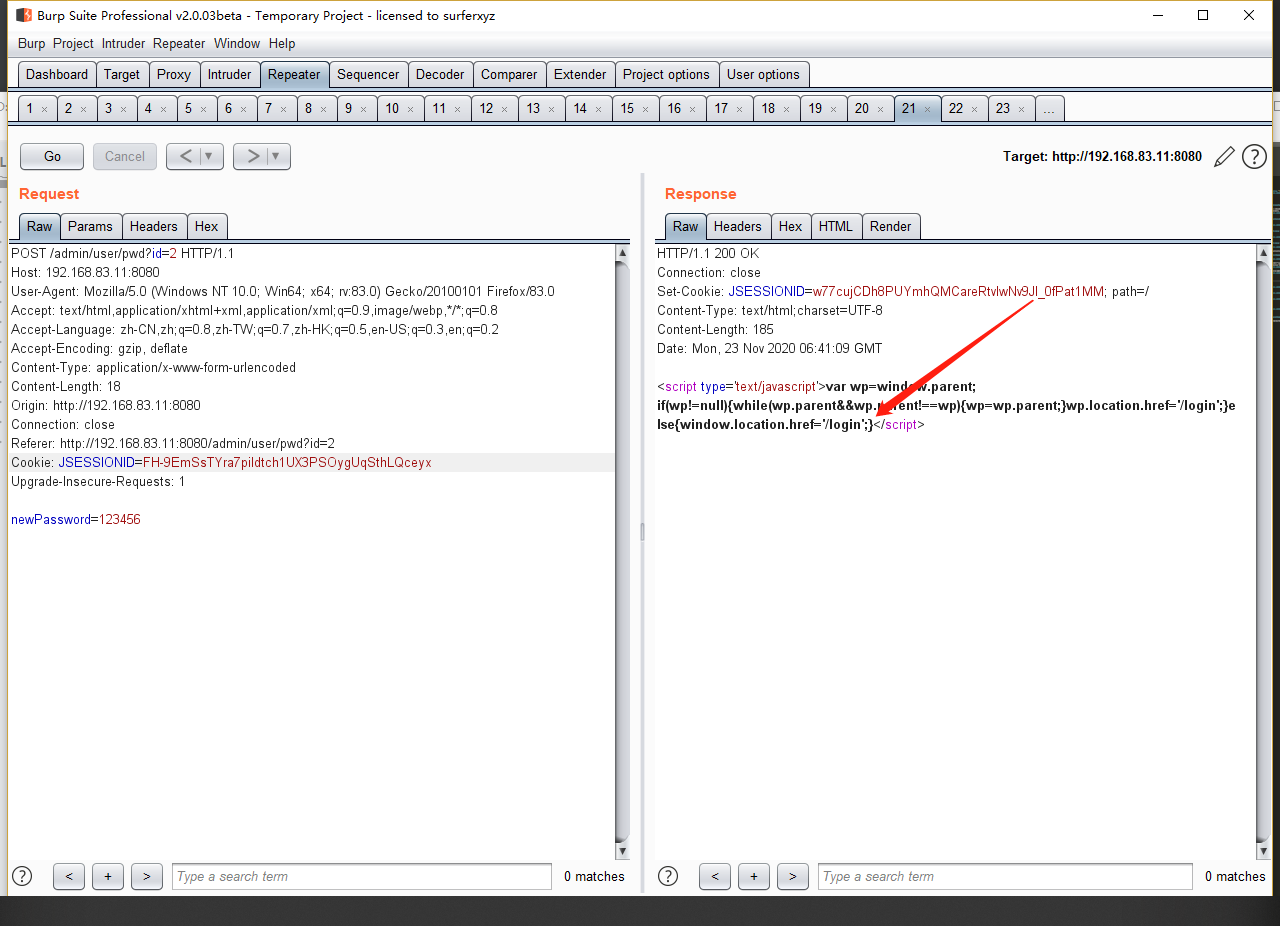 Burp Suite Professional v2.0.03beta - Temporary Project - licensed to surferxyz
Burp Project Intruder Repeater Window Help
Dashboard Target Proxy Intruder Repeater Sequencer Decoder Comparer Extender Project options User options
1 × 2 × 3 × 4 × 5 × 6 × 7 × 8 × 9 × 10 × 11 × 12 × 13 × 14 × 15 × 16 × 17 × 18 × 19 × 20 × 21 × 22 × 23 × ...
Go Cancel < ▼ > ▼ Target: http://192.168.83.11:8080 ?
Request
Raw Params Headers Hex
POST /admin/user/pwd?id=2 HTTP/1.1
Host: 192.168.83.11:8080
User-Agent: Mozilla/5.0 (Windows NT 10.0; Win64; x64; rv:83.0) Gecko/20100101 Firefox/83.0
Accept: text/html,application/xhtml+xml,application/xml;q=0.9,image/webp,*/*;q=0.8
Accept-Language: zh-CN,zh;q=0.8,zh-TW;q=0.7,zh-HK;q=0.5,en-US;q=0.3,en;q=0.2
Accept-Encoding: gzip, deflate
Content-Type: application/x-www-form-urlencoded
Content-Length: 18
Origin: http://192.168.83.11:8080
Connection: close
Referer: http://192.168.83.11:8080/admin/user/pwd?id=2
Cookie: JSESSIONID=FH-9EmSsTYra7pildtch1UX3PSOygUqSthLQceyx
Upgrade-Insecure-Requests: 1
newPassword=123456
? < + > Type a search term 0 matches
Response
Raw Headers Hex HTML Render
HTTP/1.1 200 OK
Connection: close
Set-Cookie: JSESSIONID=w77cujCDh8PUYmhQMCareRtvlwNv9Jl_0fPat1MM; path=/
Content-Type: text/html;charset=UTF-8
Content-Length: 185
Date: Mon, 23 Nov 2020 06:41:09 GMT
<script type='text/javascript'>var wp=window.parent;
if(wp!=null){while(wp.parent&&wp.parent!==wp){wp=wp.parent;}wp.location.href='/login';}e
lse{window.location.href='/login';}</script>
? < + > Type a search term 0 matches